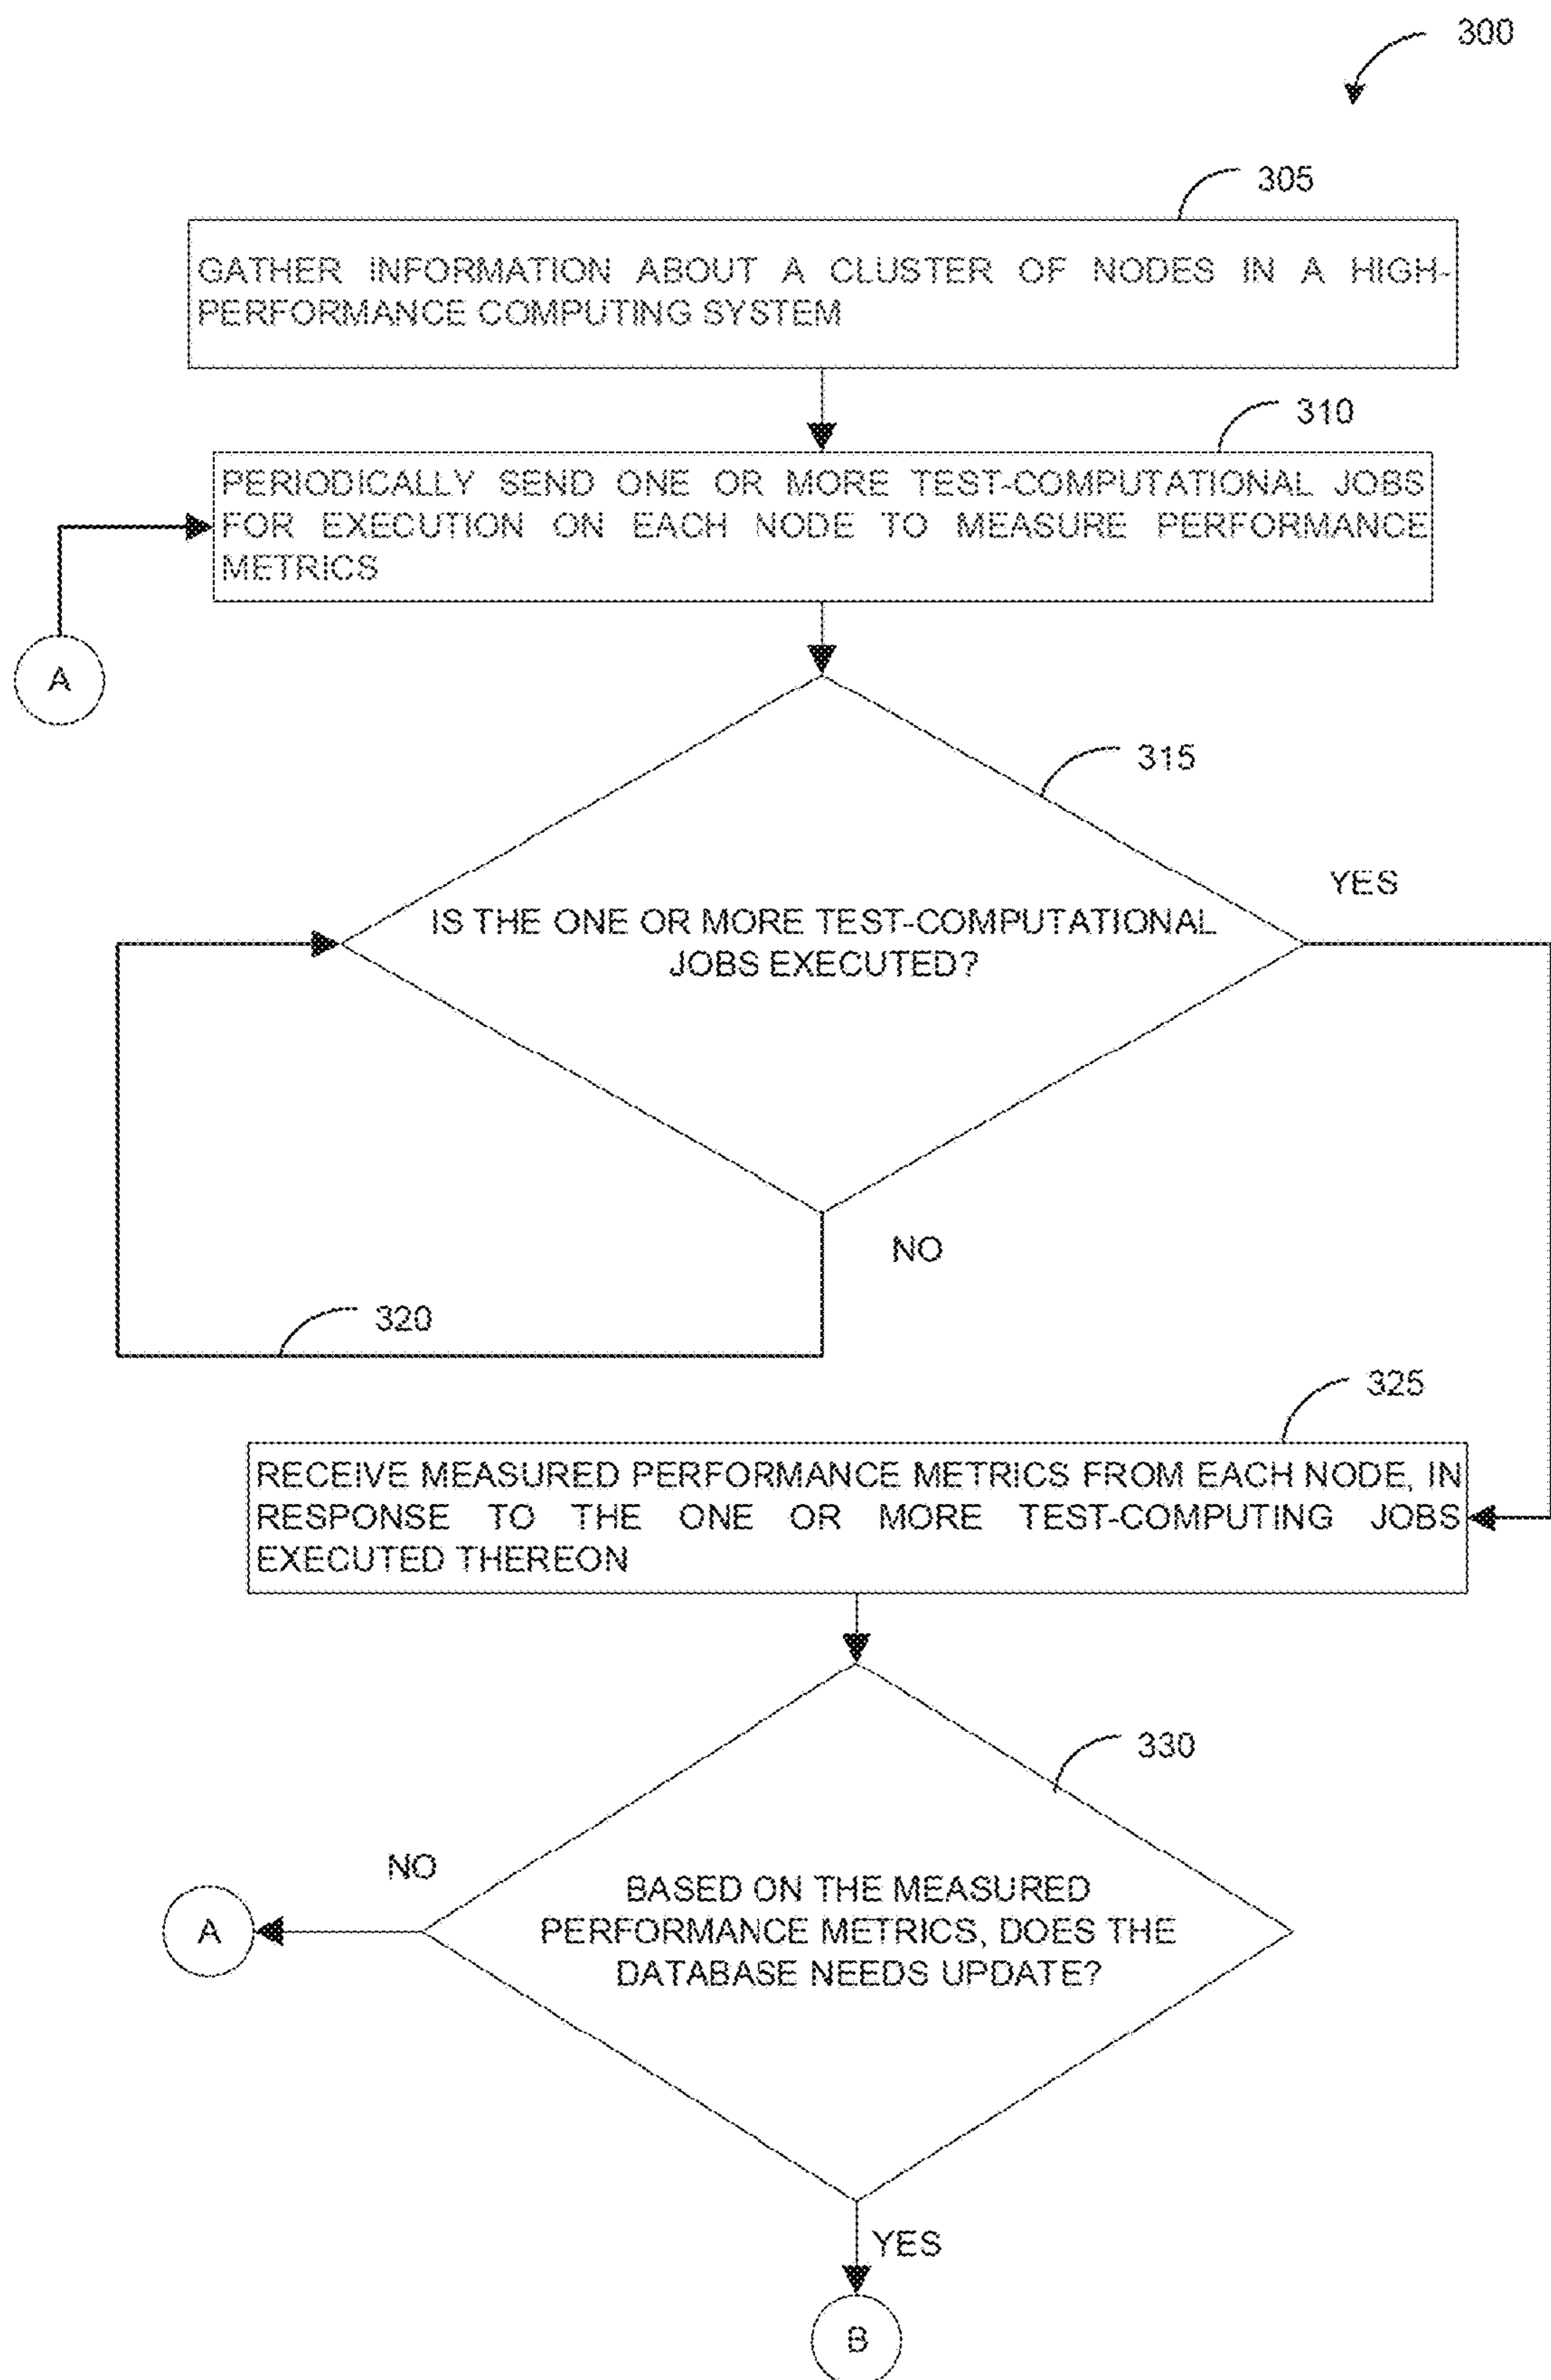 300
305
GATHER INFORMATION ABOUT A CLUSTER OF NODES IN A HIGH-
PERFORMANCE COMPUTING SYSTEM
310
PERIODICALLY SEND ONE OR MORE TEST-COMPUTATIONAL JOBS
FOR EXECUTION ON EACH NODE TO MEASURE PERFORMANCE
METRICS
A
315
YES
IS THE ONE OR MORE TEST-COMPUTATIONAL
JOBS EXECUTED?
NO
320
325
RECEIVE MEASURED PERFORMANCE METRICS FROM EACH NODE, IN
RESPONSE TO THE ONE OR MORE TEST-COMPUTING JOBS
EXECUTED THEREON
330
NO
BASED ON THE MEASURED
PERFORMANCE METRICS, DOES THE
DATABASE NEEDS UPDATE?
A
YES
B